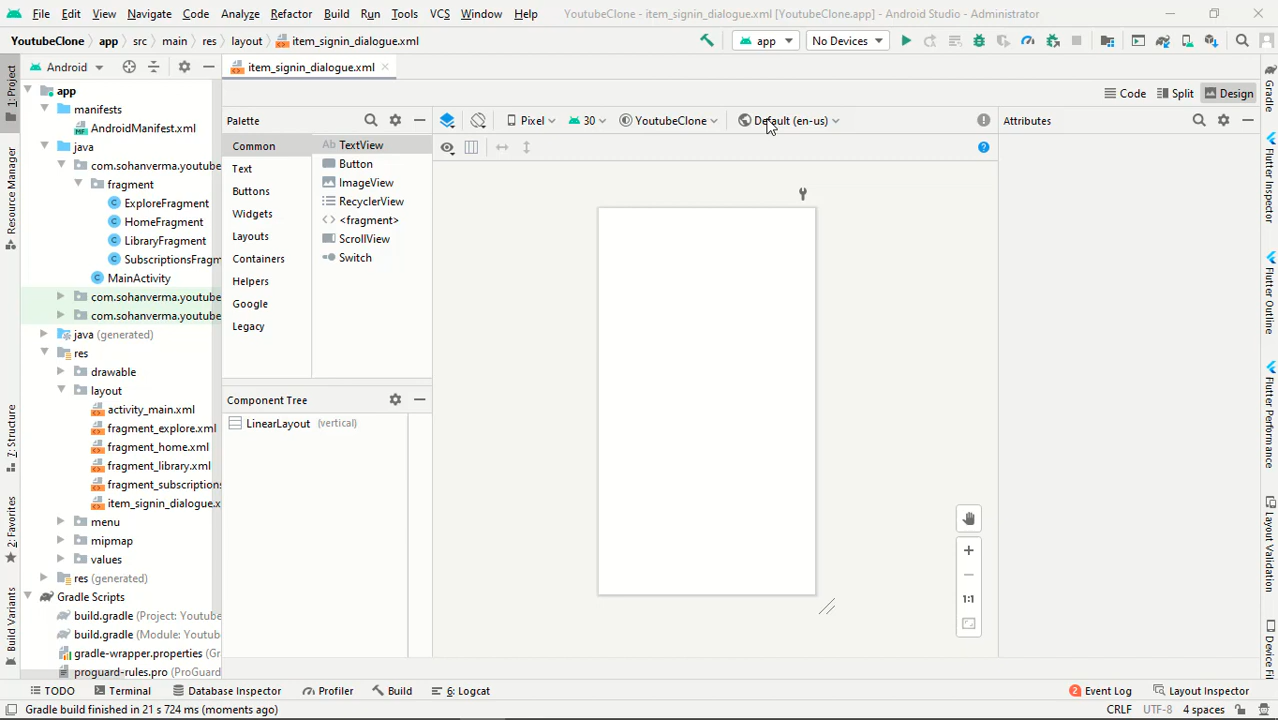 File Edit View Navigate Code Analyze Refactor Build Run Tools VCS Window Help YoutubeClone - item_signin_dialogue.xml [YoutubeClone.app] - Android Studio - Administrator
YoutubeClone app src main res layout item_signin_dialogue.xml app No Devices
Android item_signin_dialogue.xml
Code Split Design
Palette Pixel 30 YoutubeClone Default (en-us) Attributes
app
manifests
AndroidManifest.xml
java
com.sohanverma.youtube
fragment
ExploreFragment
HomeFragment
LibraryFragment
SubscriptionsFragm
MainActivity
com.sohanverma.youtube
com.sohanverma.youtube
java (generated)
res
drawable
layout
activity_main.xml
fragment_explore.xml
fragment_home.xml
fragment_library.xml
fragment_subscriptions
item_signin_dialogue.x
menu
mipmap
values
res (generated)
Gradle Scripts
build.gradle (Project: Youtube
build.gradle (Module: Youtub
gradle-wrapper.properties (Gr
proguard-rules.pro (ProGuard
Common
Text
Buttons
Widgets
Layouts
Containers
Helpers
Google
Legacy
Ab TextView
Button
ImageView
RecyclerView
<fragment>
ScrollView
Switch
Component Tree
LinearLayout (vertical)
1:1
1: Project
Resource Manager
Z: Structure
2: Favorites
Build Variants
Gradle
Flutter Inspector
Flutter Outline
Flutter Performance
Layout Validation
Device Fil
TODO Terminal Database Inspector Profiler Build 6: Logcat 2 Event Log Layout Inspector
Gradle build finished in 21 s 724 ms (moments ago) CRLF UTF-8 4 spaces